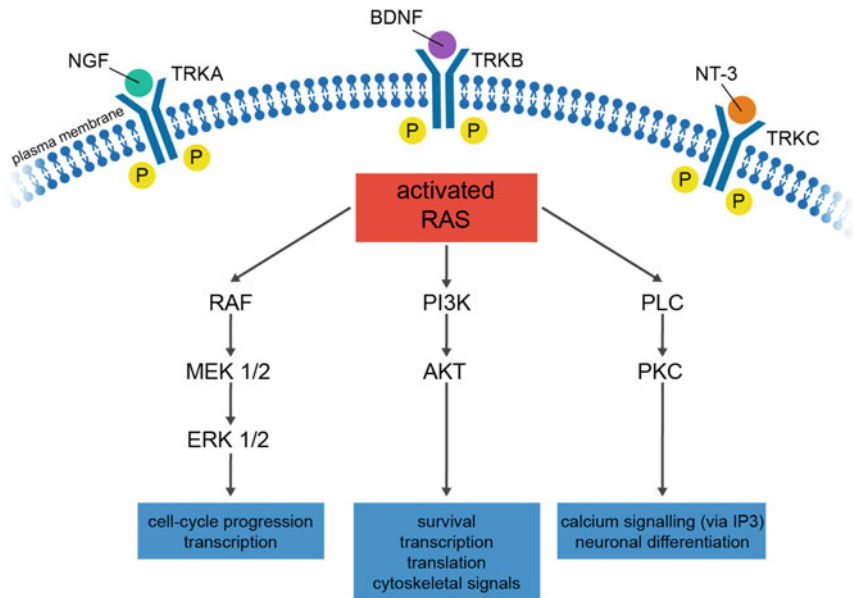 BDNF
NGF
TRKA
TRKB
NT-3
TRKC
plasma membrane
P
P
P
P
P
P
activated
RAS
RAF
PI3K
PLC
MEK 1/2
AKT
PKC
ERK 1/2
cell-cycle progression
transcription
survival
transcription
translation
cytoskeletal signals
calcium signalling (via IP3)
neuronal differentiation